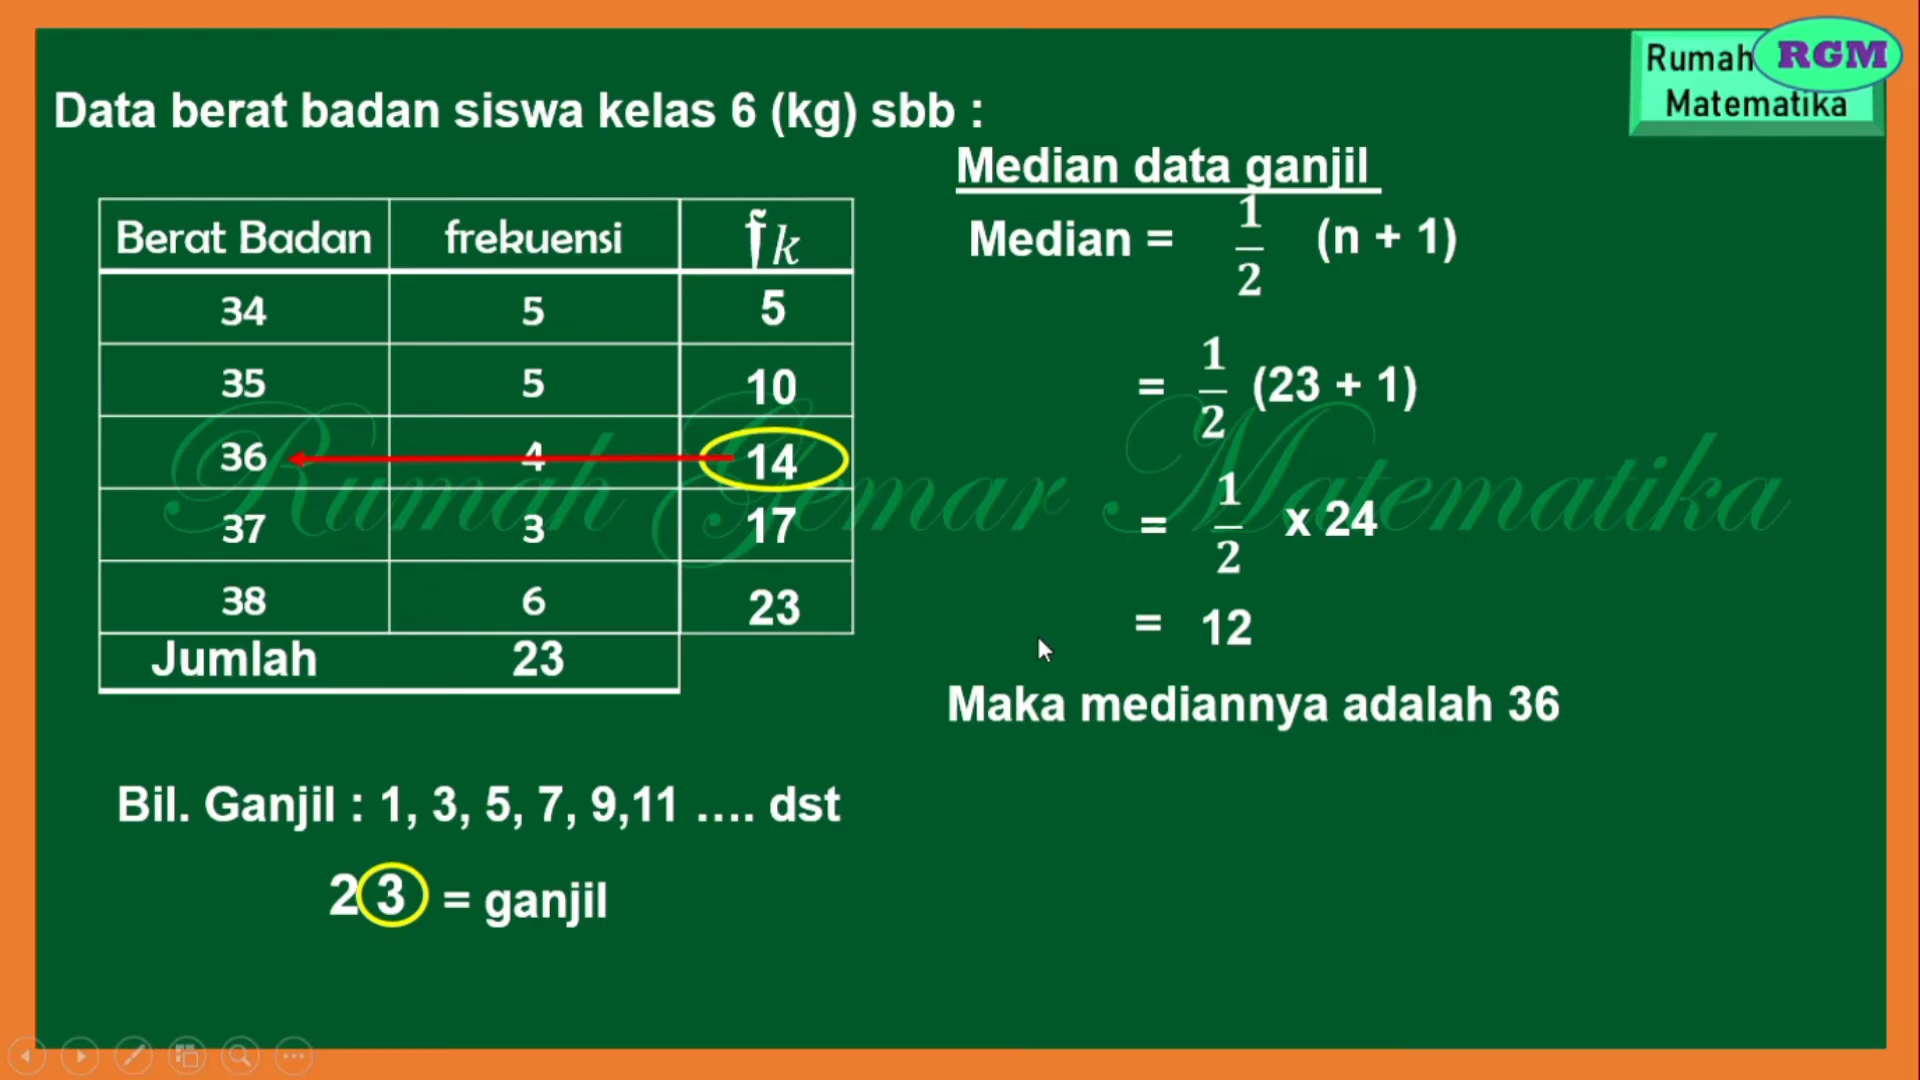 Rumah RGM
Matematika
Data berat badan siswa kelas 6 (kg) sbb :
Berat Badan frekuensi fk
34 5 5
35 5 10
36 4 14
37 3 17
38 6 23
Jumlah 23
Median data ganjil
Median = 1/2 (n + 1)
= 1/2 (23 + 1)
= 1/2 x 24
= 12
Maka mediannya adalah 36
Bil. Ganjil : 1, 3, 5, 7, 9,11 .... dst
23 = ganjil
Rumah Gemar Matematika